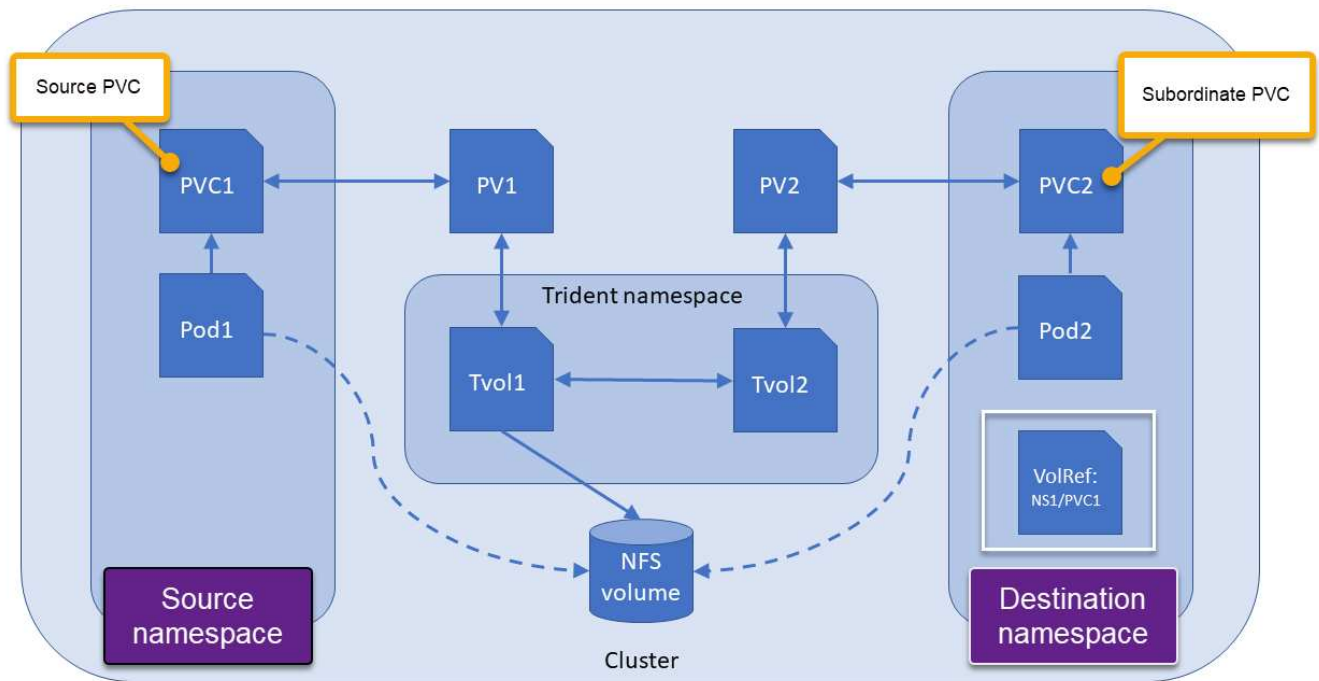 Source PVC
Subordinate PVC
PVC1
PV1
PV2
PVC2
Trident namespace
Pod1
Pod2
Tvol1
Tvol2
VolRef:
NS1/PVC1
NFS
volume
Source
namespace
Destination
namespace
Cluster